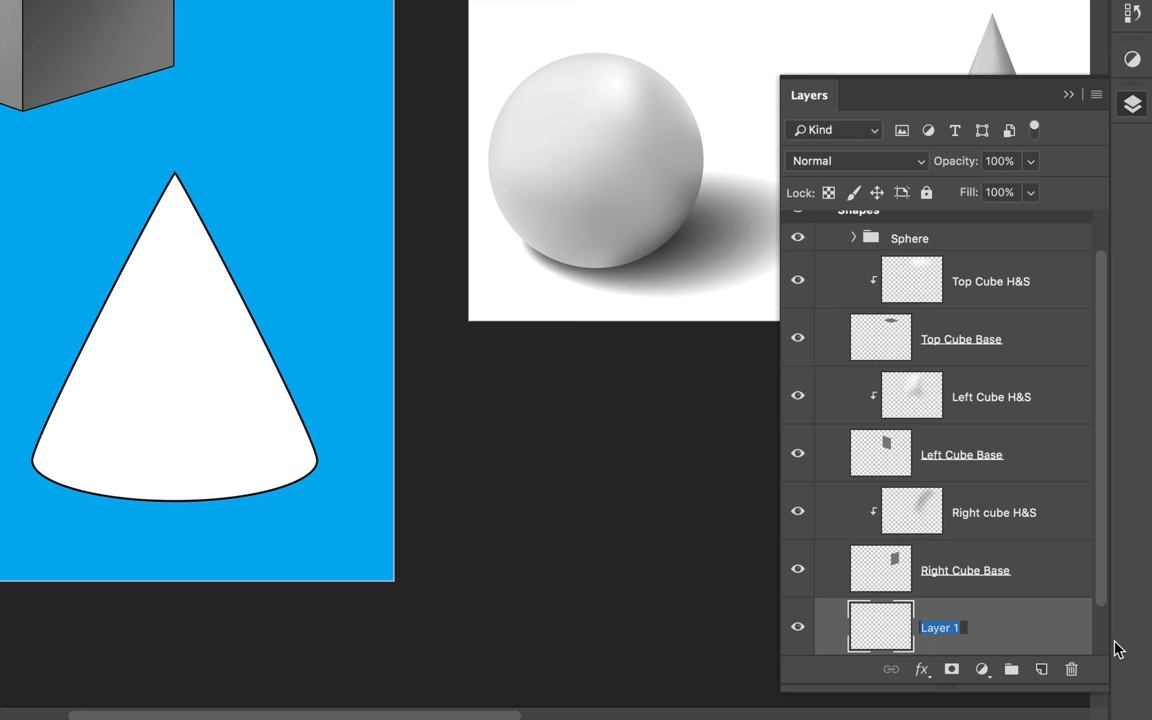 Layers
Kind
Normal Opacity: 100%
Lock: Fill: 100%
Shapes
Sphere
Top Cube H&S
Top Cube Base
Left Cube H&S
Left Cube Base
Right cube H&S
Right Cube Base
Layer 1
fx